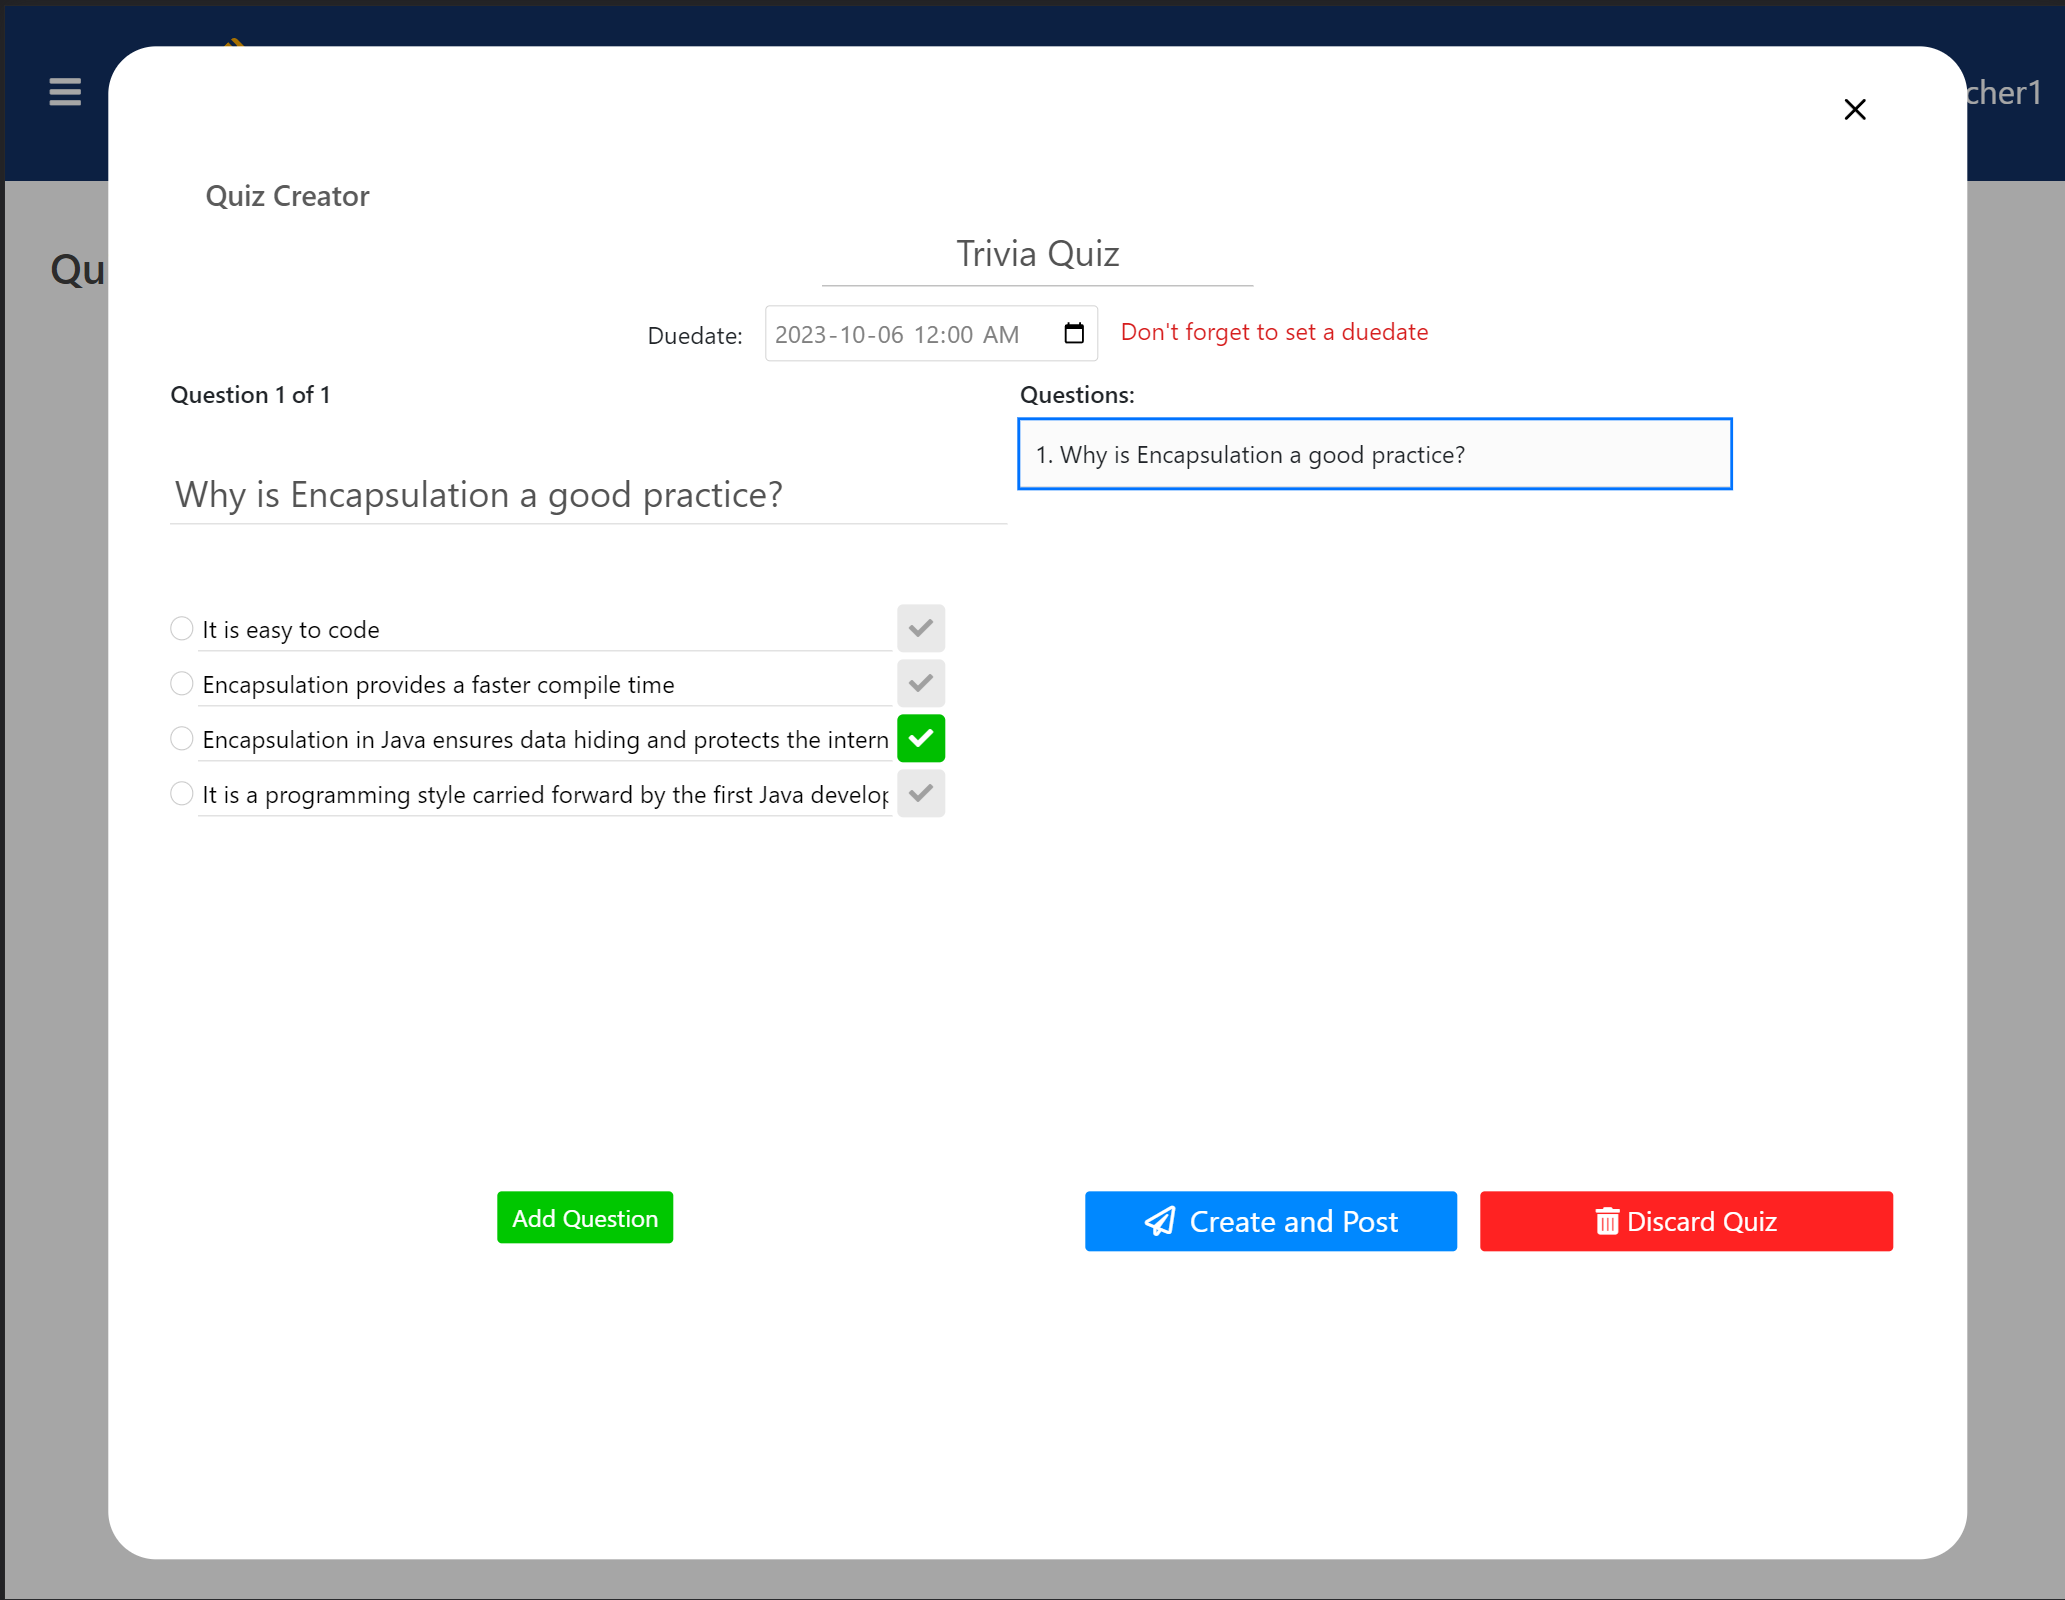 cher1
Qu
Quiz Creator
Trivia Quiz
Duedate: 2023-10-06 12:00 AM Don't forget to set a duedate
Question 1 of 1
Why is Encapsulation a good practice?
It is easy to code
Encapsulation provides a faster compile time
Encapsulation in Java ensures data hiding and protects the intern
It is a programming style carried forward by the first Java develop
Questions:
1. Why is Encapsulation a good practice?
Add Question
Create and Post
Discard Quiz